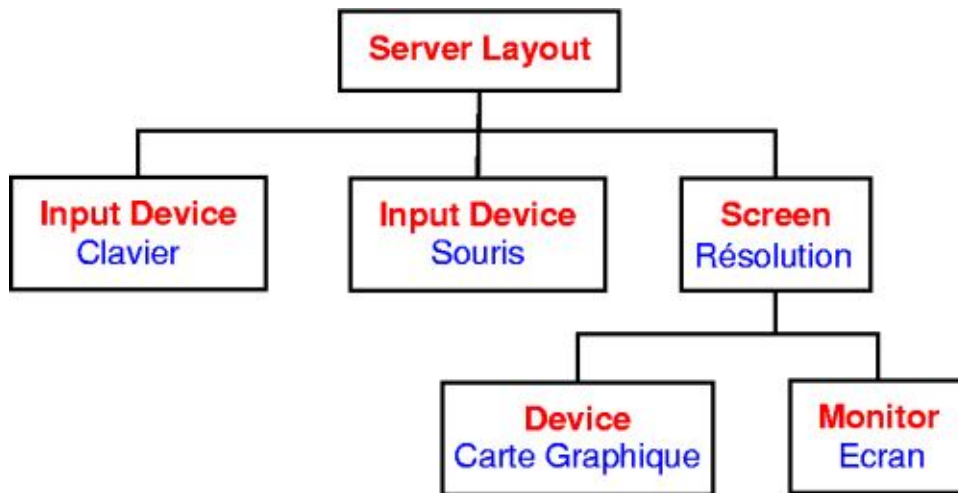 Server Layout
Input Device
Clavier
Input Device
Souris
Screen
Résolution
Device
Carte Graphique
Monitor
Ecran